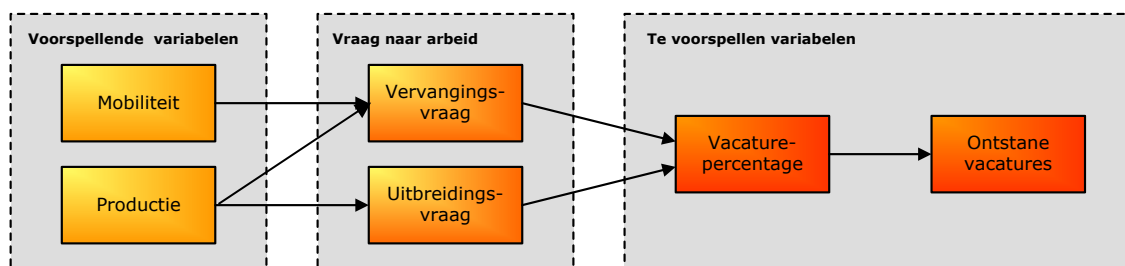 Voorspellende variabelen
Mobiliteit
Productie
Vraag naar arbeid
Vervangings-
vraag
Uitbreidings-
vraag
Te voorspellen variabelen
Vacature-
percentage
Ontstane
vacatures